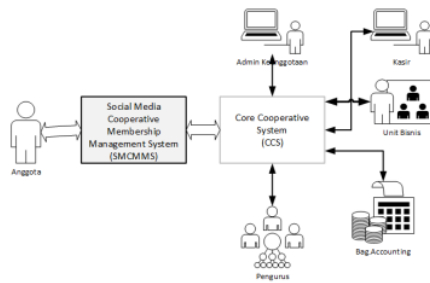 Admin Keanggotaan
Kasir
Social Media
Cooperative
Membership
Management System
(SMCMMS)
Core Cooperative
System
(CCS)
Unit Bisnis
Anggota
Bag.Accounting
Pengurus